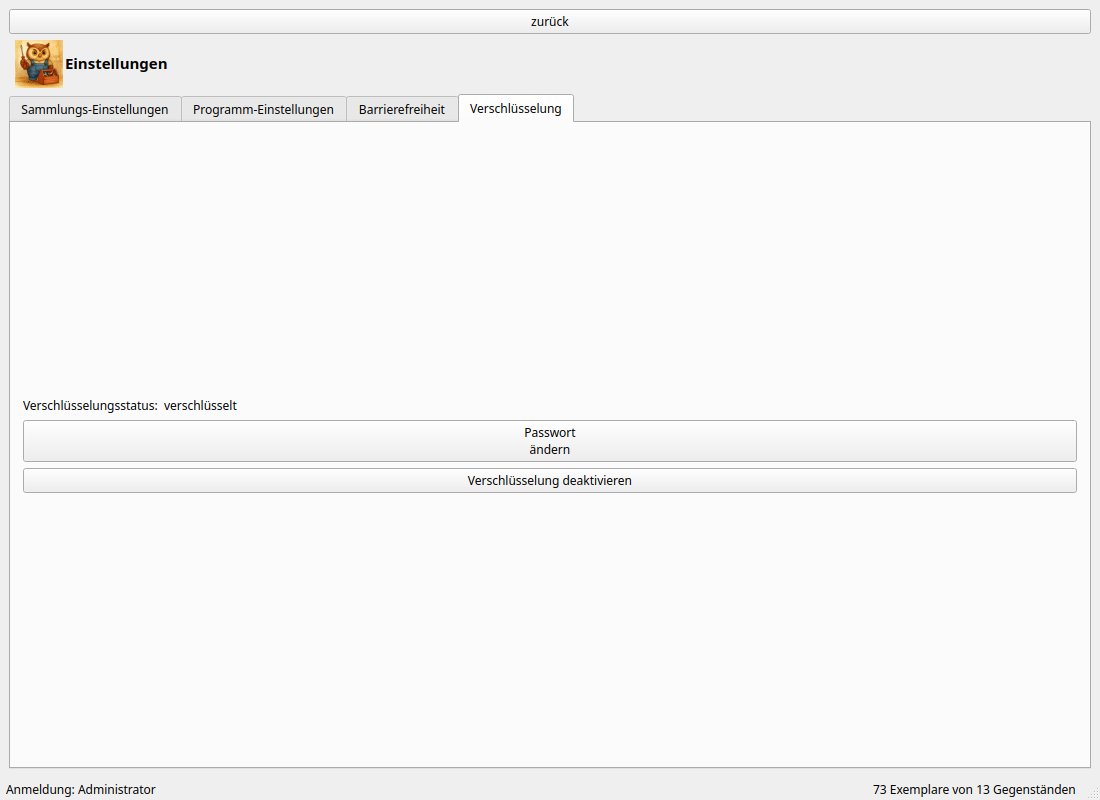 zurück
Einstellungen
Sammlungs-Einstellungen Programm-Einstellungen Barrierefreiheit Verschlüsselung
Verschlüsselungsstatus: verschlüsselt
Passwort
ändern
Verschlüsselung deaktivieren
Anmeldung: Administrator 73 Exemplare von 13 Gegenständen